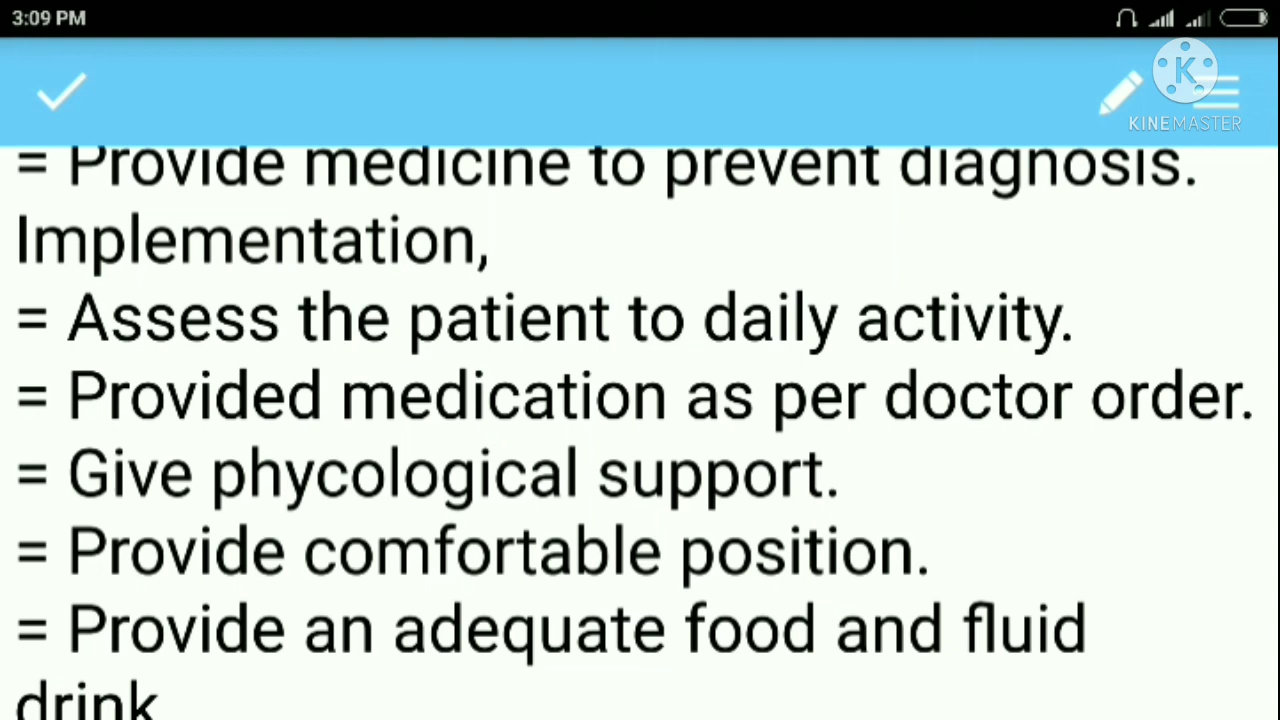 3:09 PM
K
KINEMASTER
= Provide medicine to prevent diagnosis.
Implementation,
= Assess the patient to daily activity.
= Provided medication as per doctor order.
= Give phycological support.
= Provide comfortable position.
= Provide an adequate food and fluid
drink